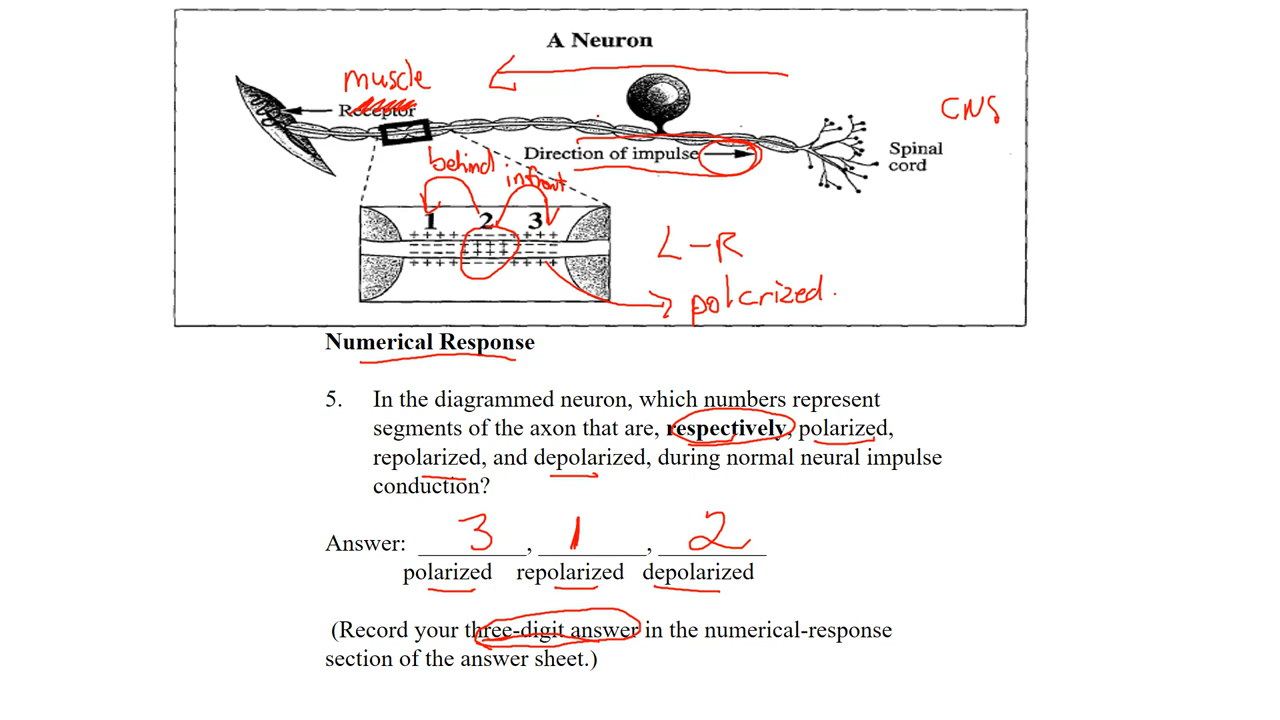 A Neuron
muscle
Receptor
CNS
Direction of impulse
Spinal
cord
behind
infront
1 2 3
L-R
polarized.
Numerical Response
5. In the diagrammed neuron, which numbers represent
segments of the axon that are, respectively, polarized,
repolarized, and depolarized, during normal neural impulse
conduction?
3 1 2
Answer: ____________, ____________, ____________
polarized repolarized depolarized
(Record your three-digit answer in the numerical-response
section of the answer sheet.)